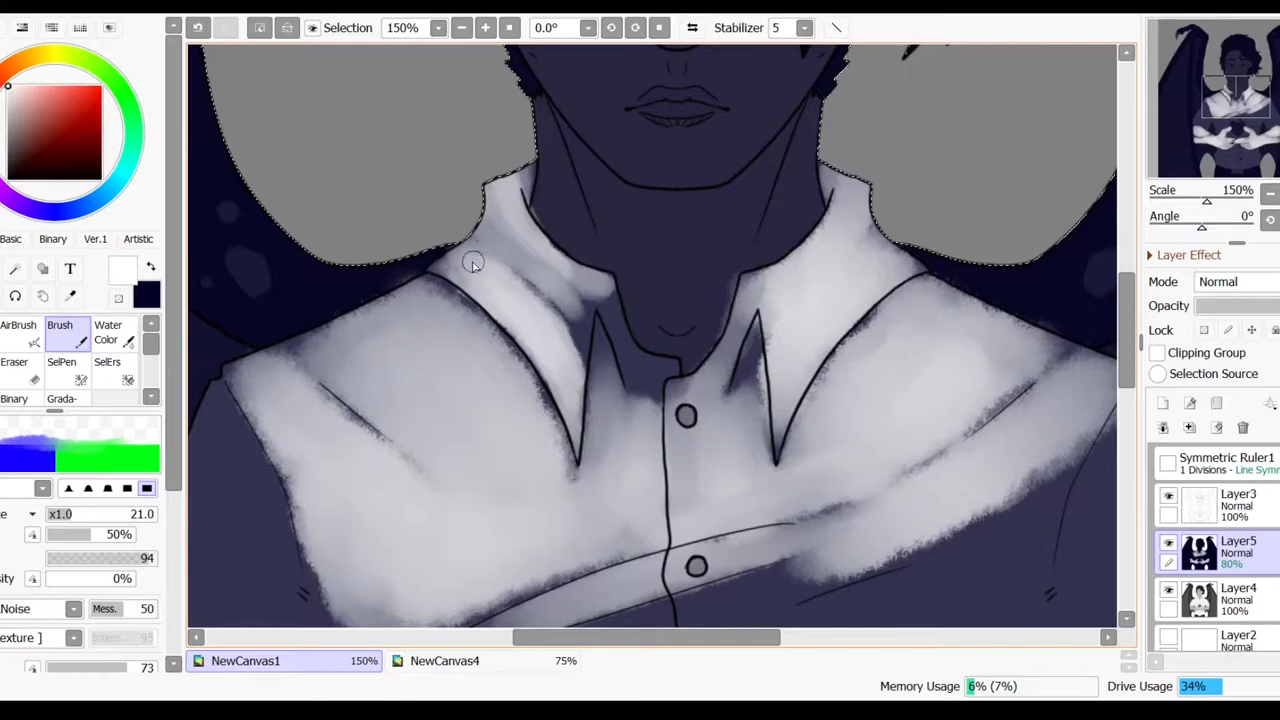 Selection 150% 0.0° Stabilizer 5
Basic Binary Ver.1 Artistic
T
AirBrush Brush Water Color
Eraser SelPen SelErs
Binary Grada-
x1.0 21.0
50%
94
0%
Noise Mess. 50
73
NewCanvas1 150% NewCanvas4 75%
Memory Usage 6% (7%) Drive Usage 34%
Scale 150%
Angle 0°
Layer Effect
Mode Normal
Opacity
Lock
Clipping Group
Selection Source
Symmetric Ruler1
1 Divisions - Line Sym
Layer3
Normal
100%
Layer5
Normal
80%
Layer4
Normal
100%
Layer2
Normal